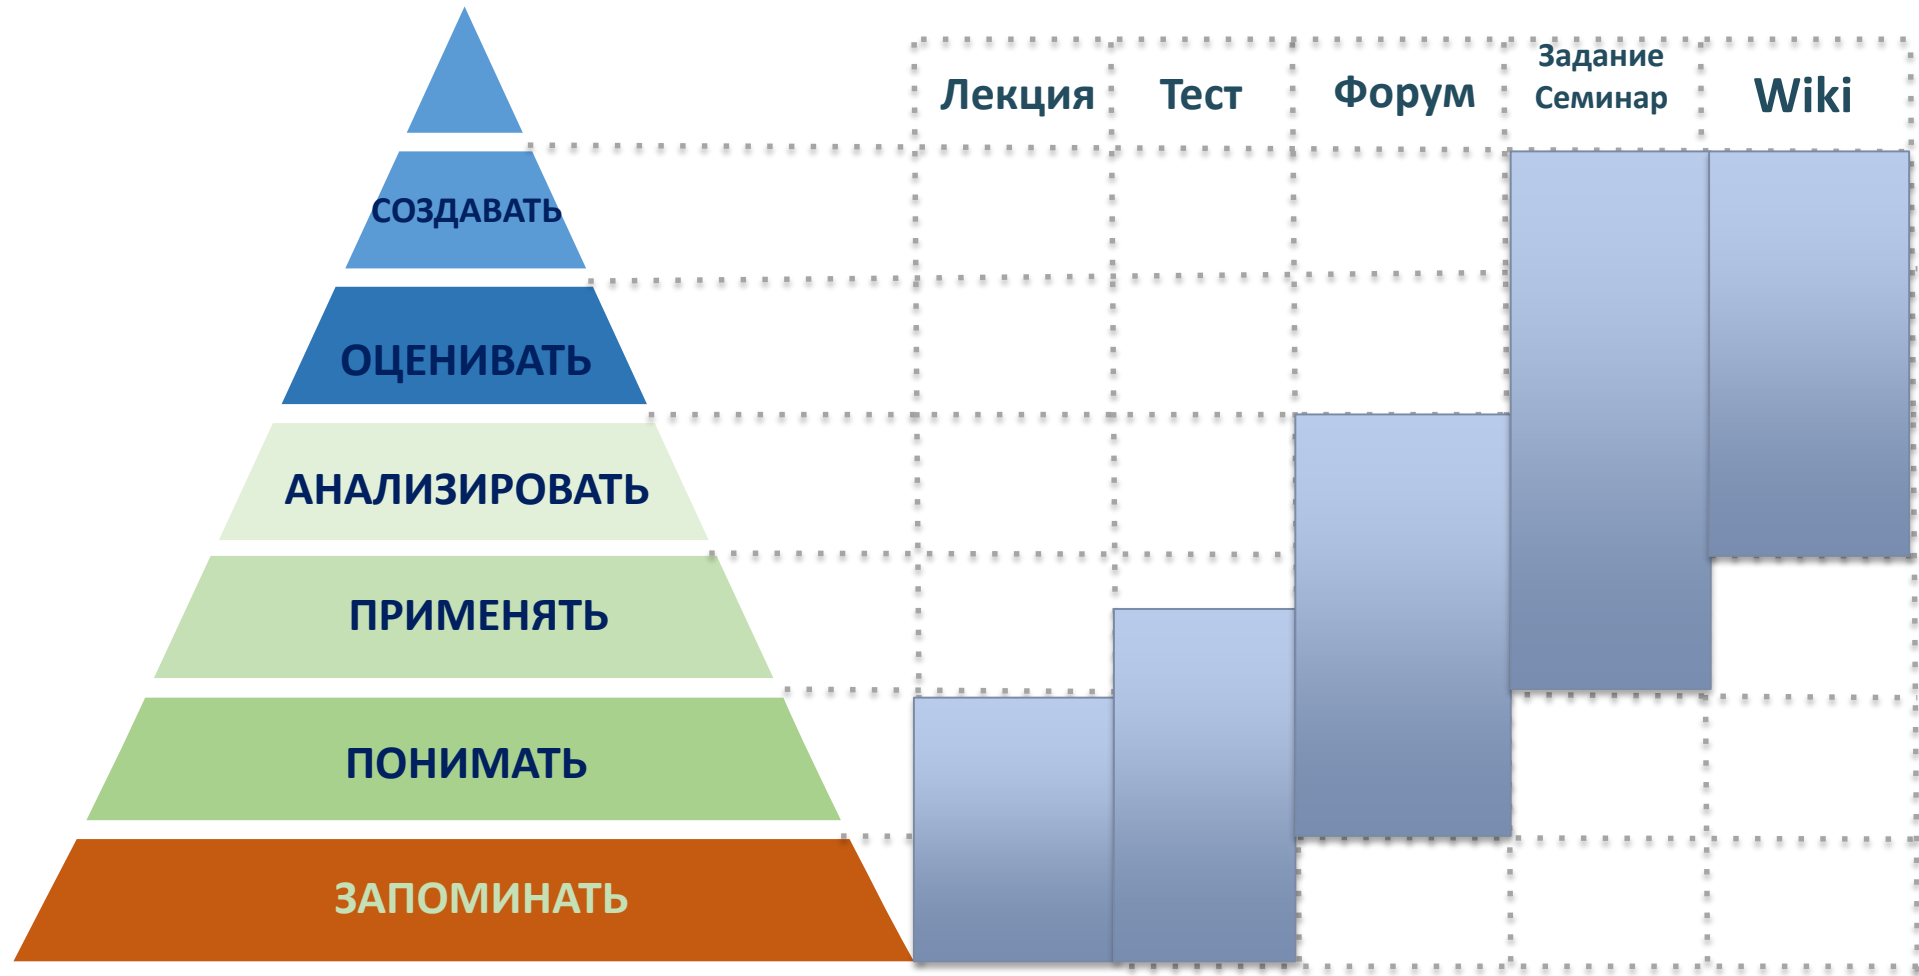 Лекция
Тест
Форум
Задание
Семинар
Wiki
СОЗДАВАТЬ
ОЦЕНИВАТЬ
АНАЛИЗИРОВАТЬ
ПРИМЕНЯТЬ
ПОНИМАТЬ
ЗАПОМИНАТЬ